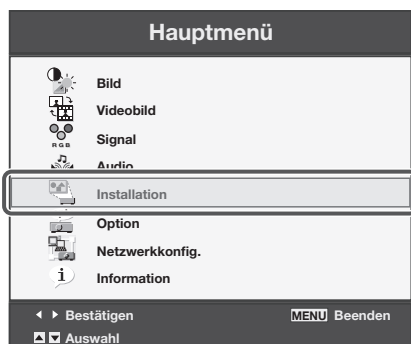 Hauptmenü
Bild
Videobild
RGB
Signal
Audio
Installation
Option
Netzwerkkonfig.
Information
Bestätigen MENU Beenden
Auswahl